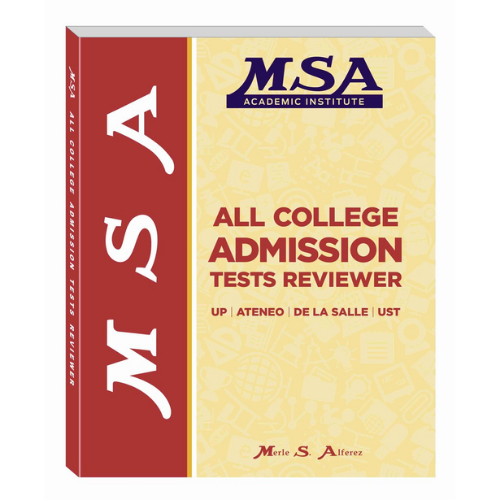 MSA ALL COLLEGE ADMISSION TESTS REVIEWER
MSA
MSA
ACADEMIC INSTITUTE
ALL COLLEGE
ADMISSION
TESTS REVIEWER
UP | ATENEO | DE LA SALLE | UST
Merle S. Alferez